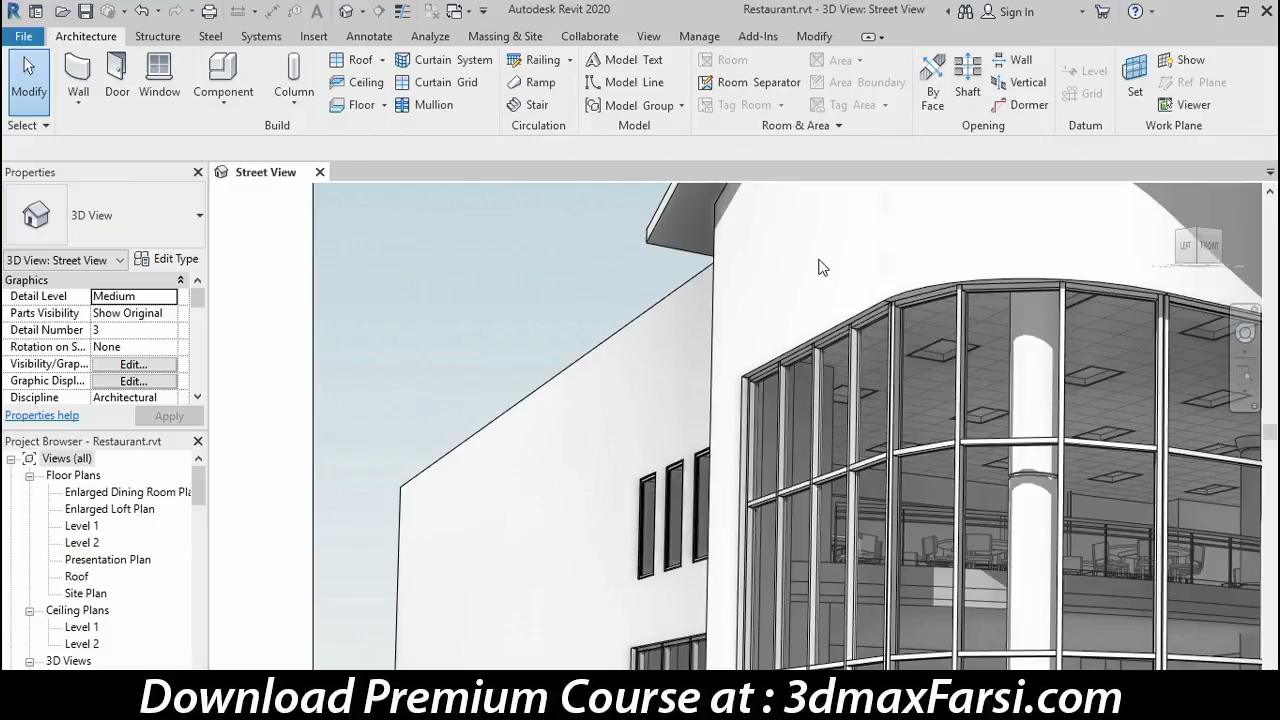 Autodesk Revit 2020
Restaurant.rvt - 3D View: Street View
Sign In
File Architecture Structure Steel Systems Insert Annotate Analyze Massing & Site Collaborate View Manage Add-Ins Modify
Modify Wall Door Window Component Column
Roof Ceiling Floor
Curtain System Curtain Grid Mullion
Railing Ramp Stair
Model Text Model Line Model Group
Room Room Separator Tag Room
Area Area Boundary Tag Area
By Face Shaft
Wall Vertical Dormer
Level Grid
Set Show Ref Plane Viewer
Select Build Circulation Model Room & Area Opening Datum Work Plane
Properties
Street View
3D View
3D View: Street View Edit Type
Graphics
Detail Level Medium
Parts Visibility Show Original
Detail Number 3
Rotation on S... None
Visibility/Grap... Edit...
Graphic Displ... Edit...
Discipline Architectural
Properties help Apply
Project Browser - Restaurant.rvt
Views (all)
Floor Plans
Enlarged Dining Room Pla
Enlarged Loft Plan
Level 1
Level 2
Presentation Plan
Roof
Site Plan
Ceiling Plans
Level 1
Level 2
3D Views
LEFT FRONT
Download Premium Course at : 3dmaxFarsi.com